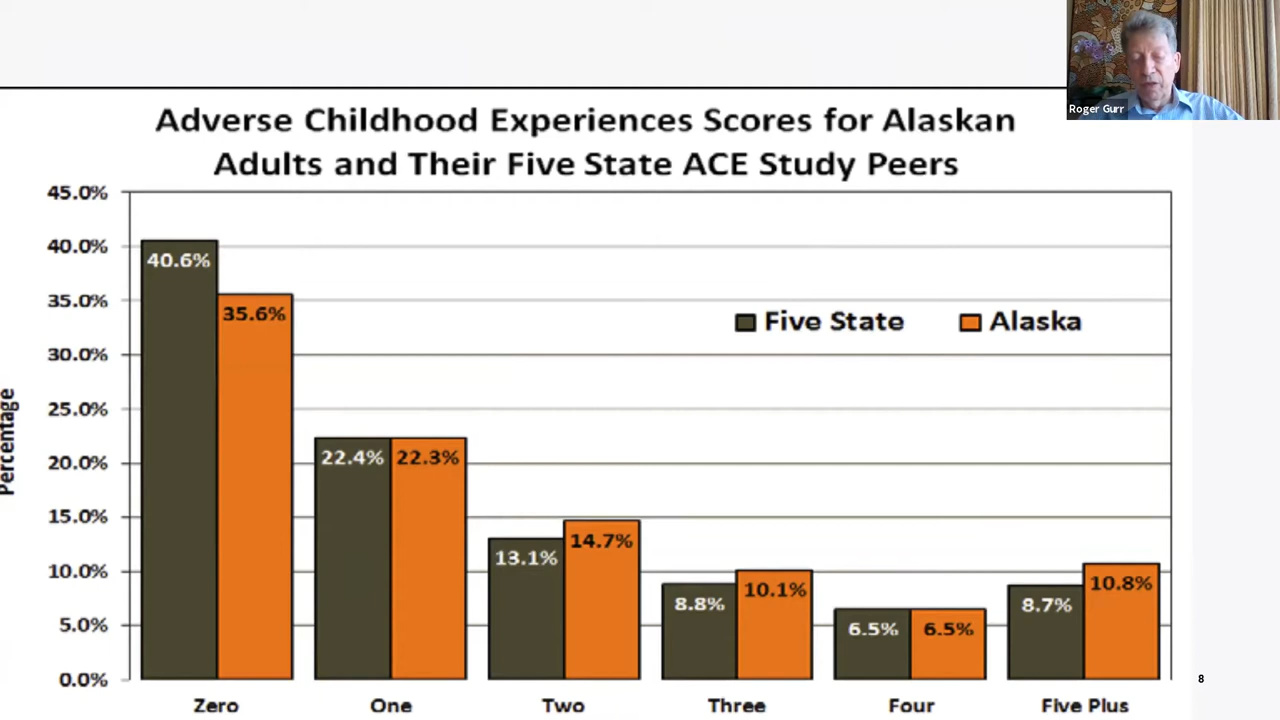 Roger Gurr
Adverse Childhood Experiences Scores for Alaskan
Adults and Their Five State ACE Study Peers
Percentage
45.0%
40.0%
35.0%
30.0%
25.0%
20.0%
15.0%
10.0%
5.0%
0.0%
Five State Alaska
40.6% 35.6%
22.4% 22.3%
13.1% 14.7%
8.8% 10.1%
6.5% 6.5%
8.7% 10.8%
Zero One Two Three Four Five Plus
8